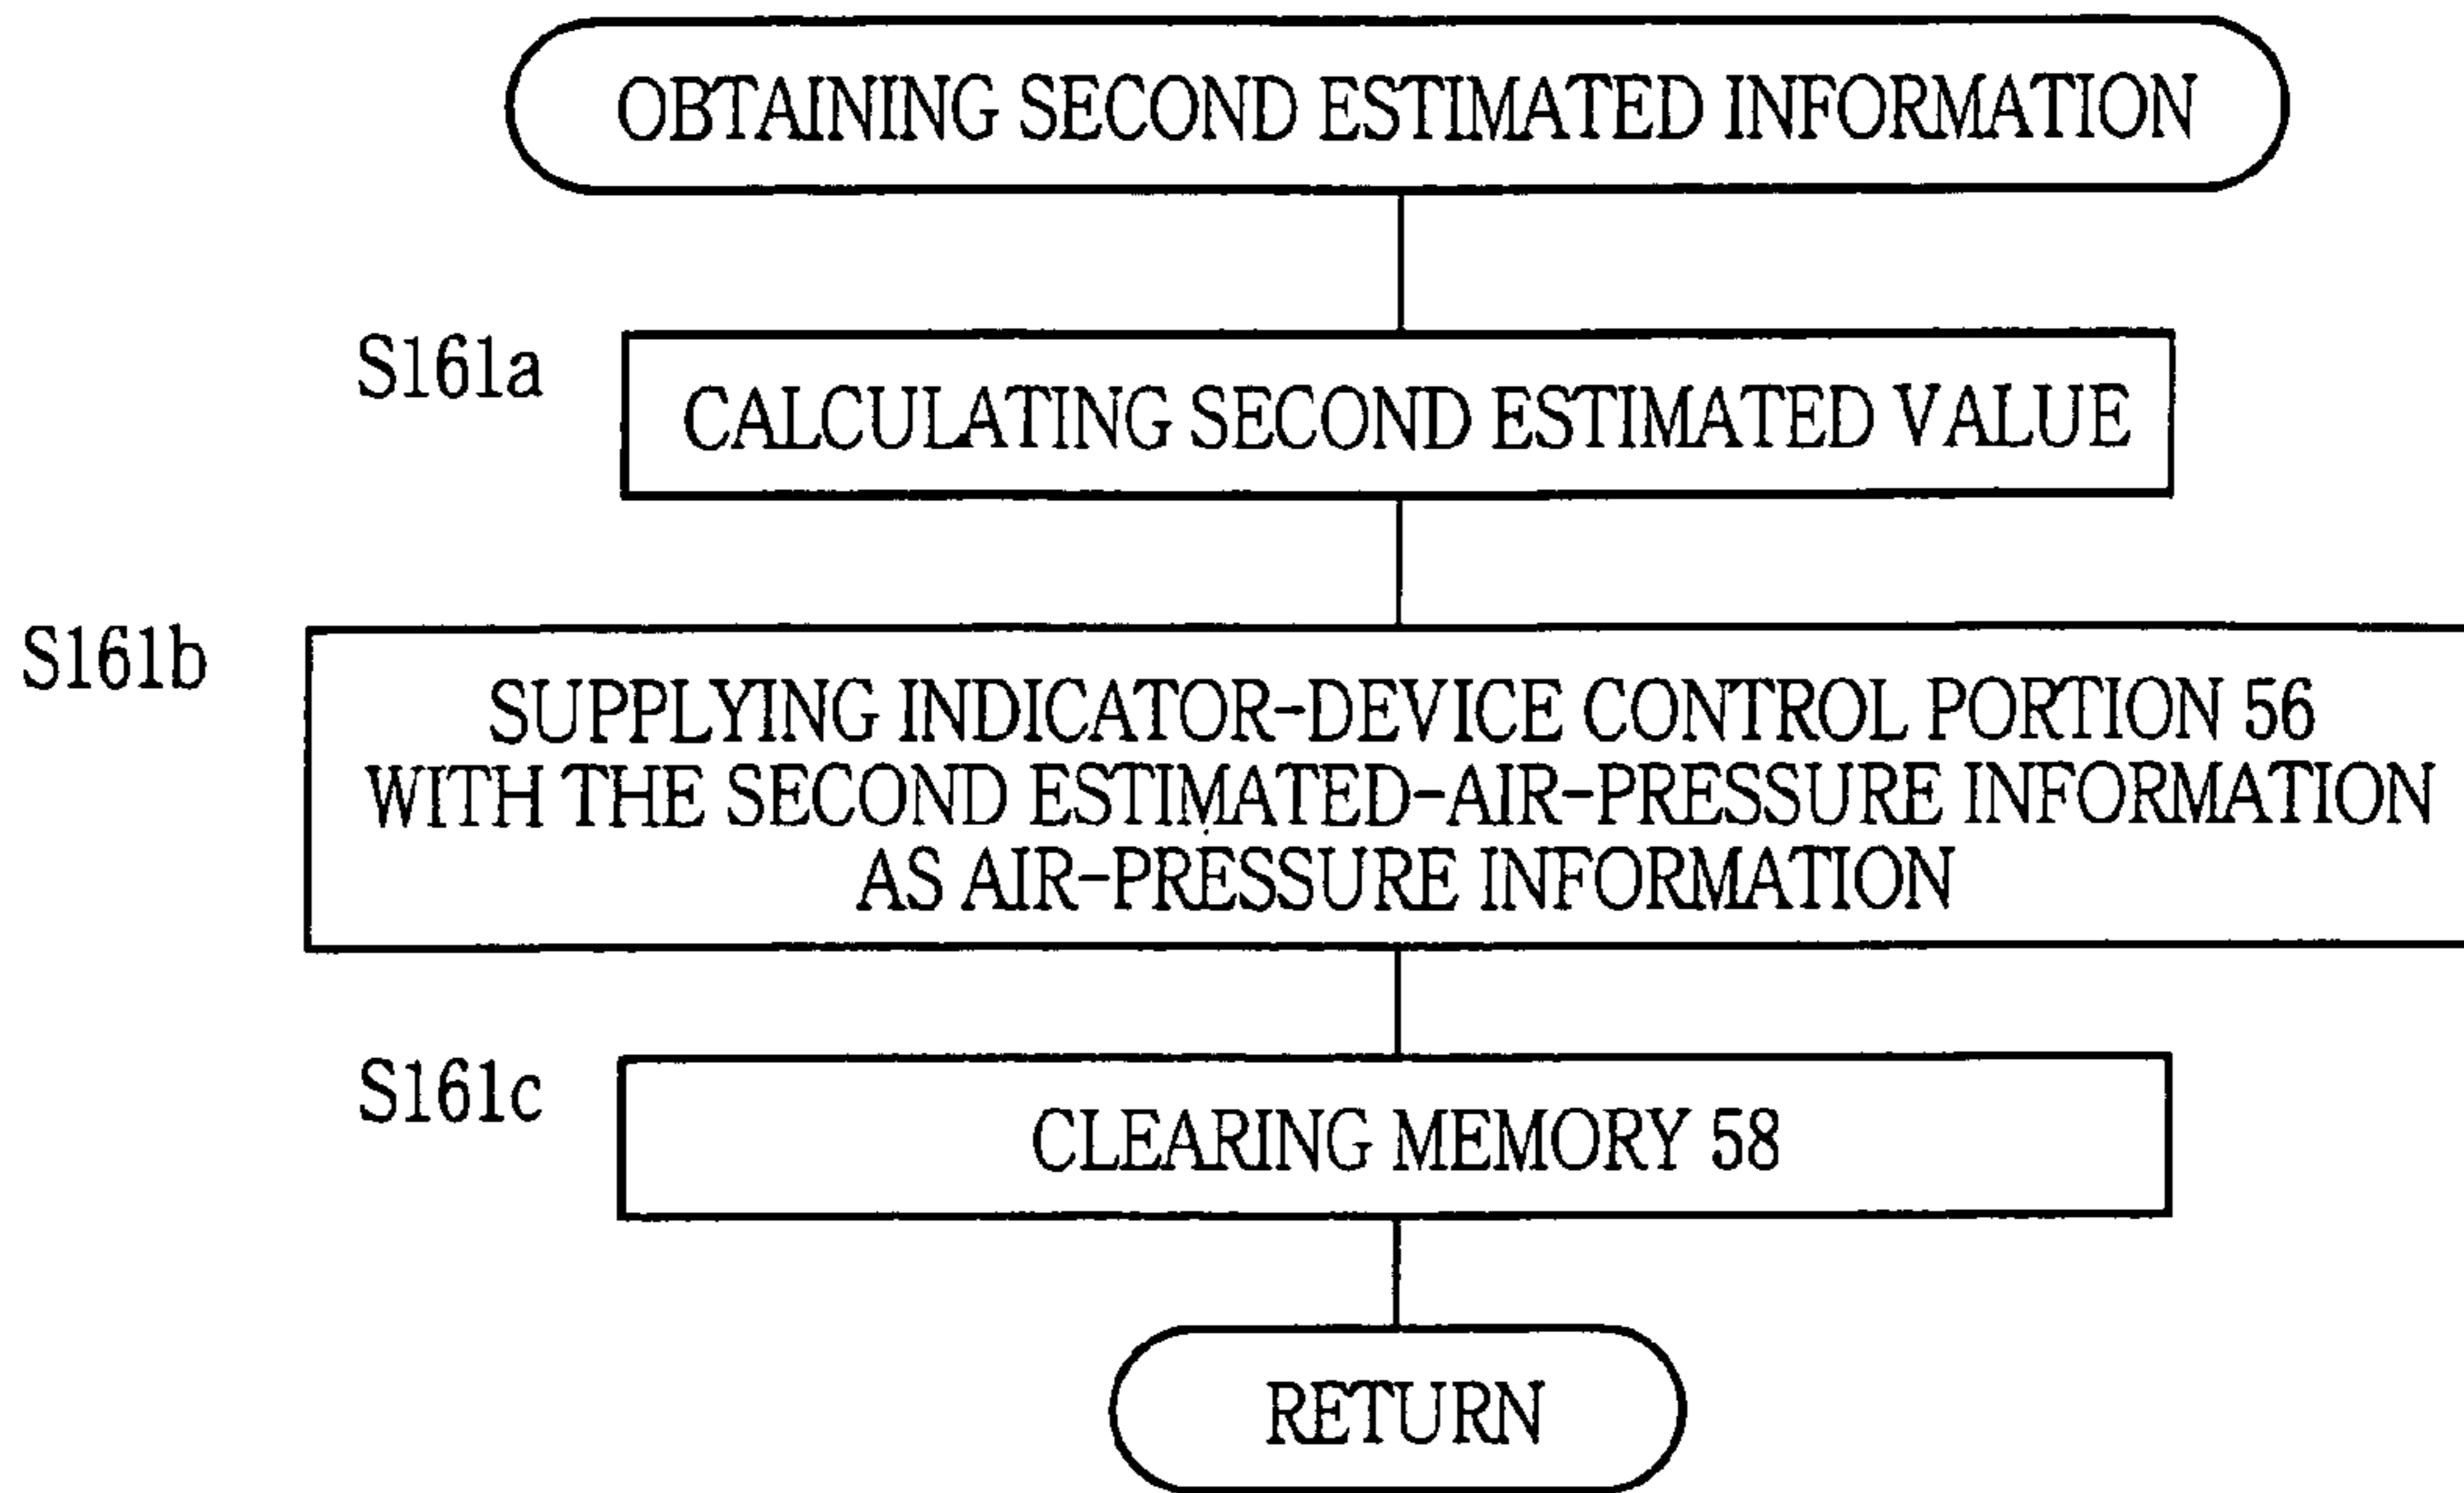 OBTAINING SECOND ESTIMATED INFORMATION
S161a
CALCULATING SECOND ESTIMATED VALUE
S161b
SUPPLYING INDICATOR-DEVICE CONTROL PORTION 56
WITH THE SECOND ESTIMATED-AIR-PRESSURE INFORMATION
AS AIR-PRESSURE INFORMATION
S161c
CLEARING MEMORY 58
RETURN